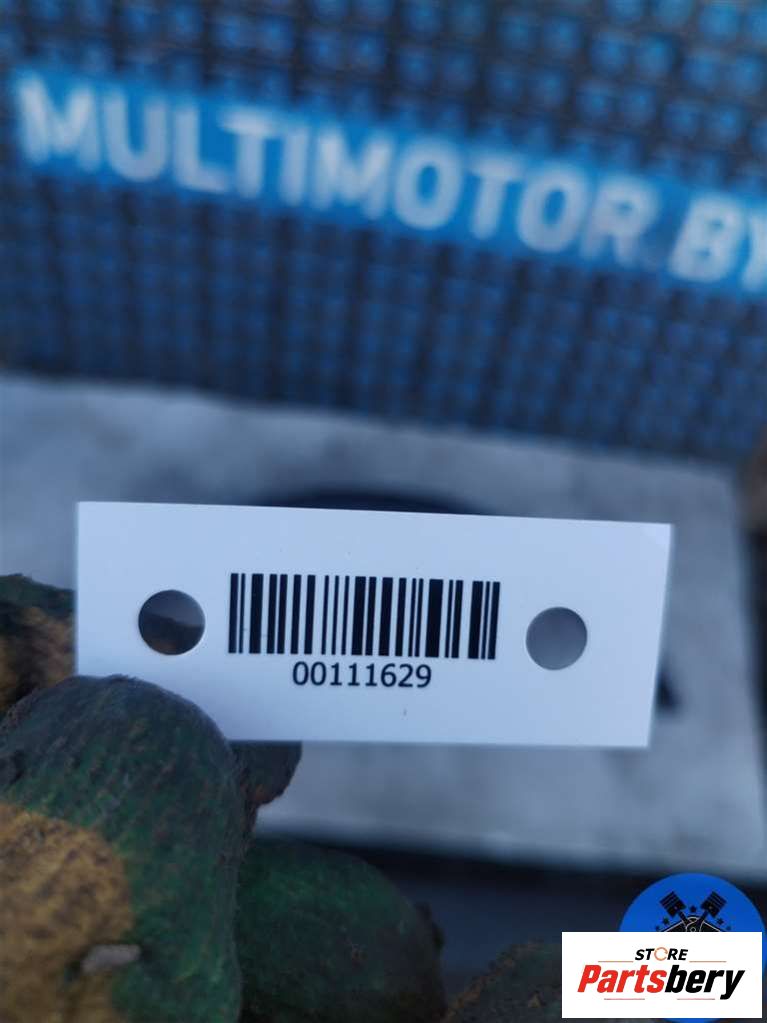 MULTIMOTOR.BY
00111629
STORE
Partsbery